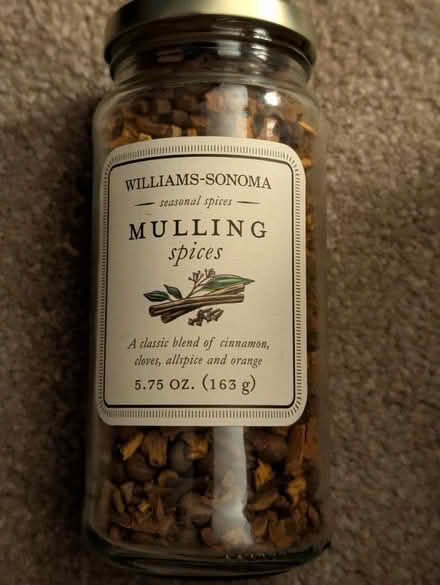 WILLIAMS-SONOMA
seasonal spices
MULLING
spices
A classic blend of cinnamon,
cloves, allspice and orange
5.75 OZ. (163 g)